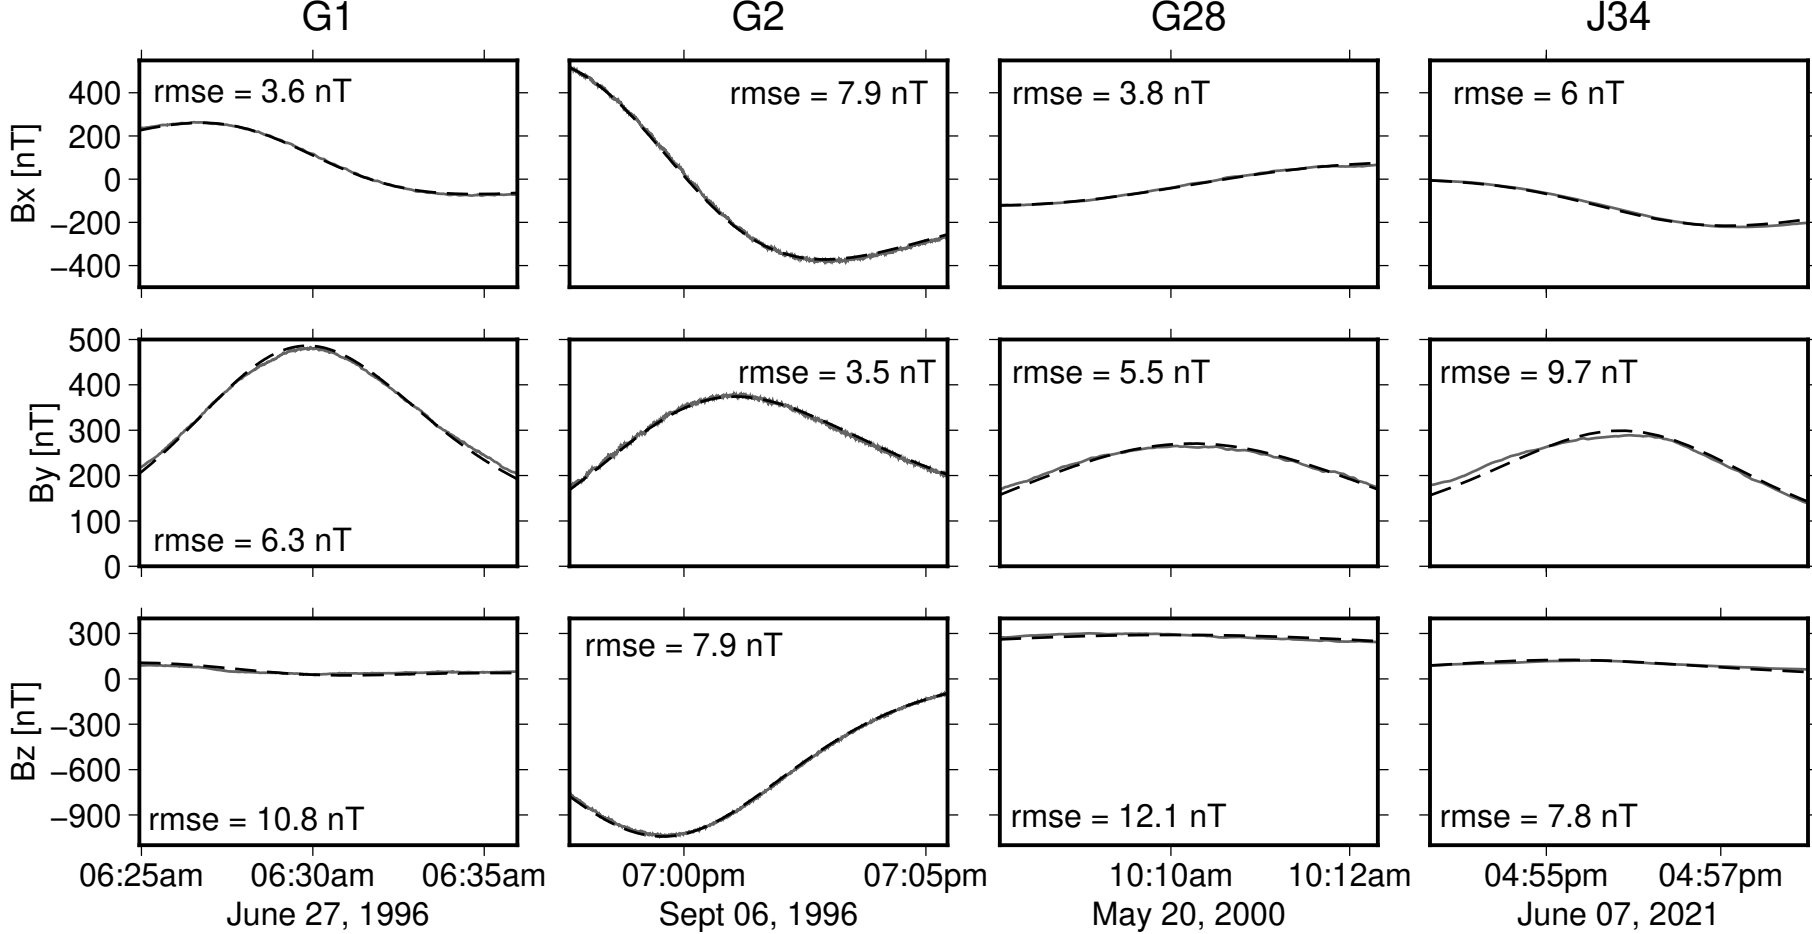 G1 G2 G28 J34
Bx [nT]
400
200
0
−200
−400
rmse = 3.6 nT
rmse = 7.9 nT
rmse = 3.8 nT
rmse = 6 nT
By [nT]
500
400
300
200
100
0
rmse = 6.3 nT
rmse = 3.5 nT
rmse = 5.5 nT
rmse = 9.7 nT
Bz [nT]
300
0
−300
−600
−900
rmse = 10.8 nT
rmse = 7.9 nT
rmse = 12.1 nT
rmse = 7.8 nT
06:25am 06:30am 06:35am 07:00pm 07:05pm 10:10am 10:12am 04:55pm 04:57pm
June 27, 1996 Sept 06, 1996 May 20, 2000 June 07, 2021